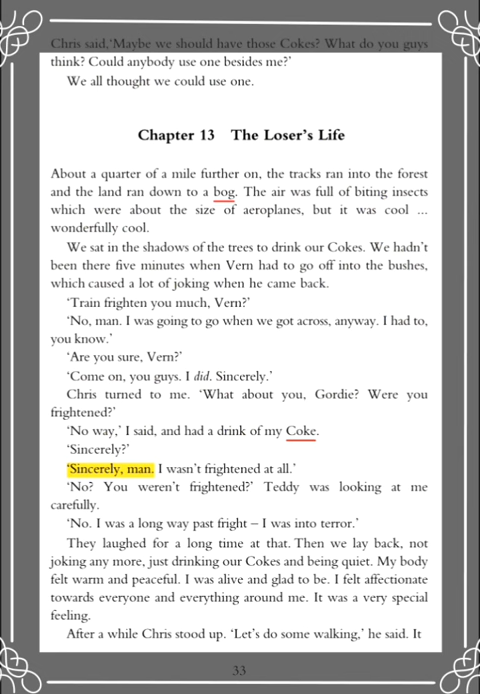 Chris said,'Maybe we should have those Cokes? What do you guys
think? Could anybody use one besides me?'
We all thought we could use one.
Chapter 13 The Loser's Life
About a quarter of a mile further on, the tracks ran into the forest
and the land ran down to a bog. The air was full of biting insects
which were about the size of aeroplanes, but it was cool ...
wonderfully cool.
We sat in the shadows of the trees to drink our Cokes. We hadn't
been there five minutes when Vern had to go off into the bushes,
which caused a lot of joking when he came back.
'Train frighten you much, Vern?'
'No, man. I was going to go when we got across, anyway. I had to,
you know.'
'Are you sure, Vern?'
'Come on, you guys. I did. Sincerely.'
Chris turned to me. 'What about you, Gordie? Were you
frightened?'
'No way,' I said, and had a drink of my Coke.
'Sincerely?'
'Sincerely, man. I wasn't frightened at all.'
'No? You weren't frightened?' Teddy was looking at me
carefully.
'No. I was a long way past fright – I was into terror.'
They laughed for a long time at that. Then we lay back, not
joking any more, just drinking our Cokes and being quiet. My body
felt warm and peaceful. I was alive and glad to be. I felt affectionate
towards everyone and everything around me. It was a very special
feeling.
After a while Chris stood up. 'Let's do some walking,' he said. It
33